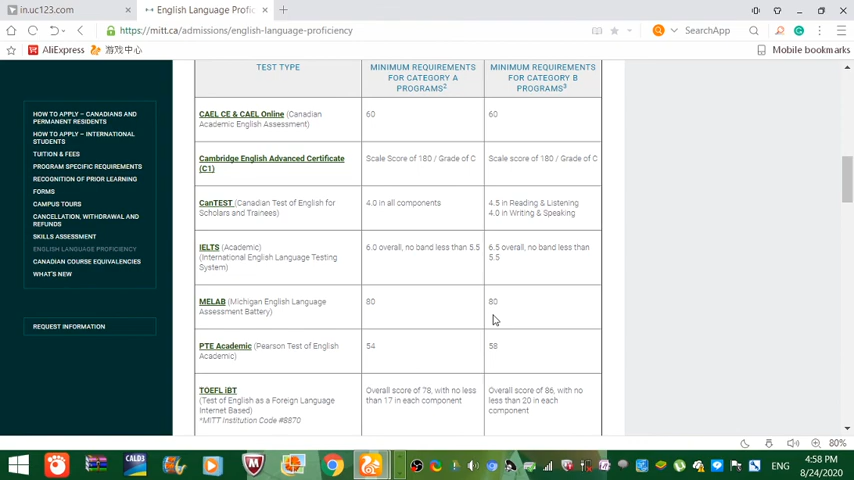 in.uc123.com
English Language Proficie
https://mitt.ca/admissions/english-language-proficiency
SearchApp
AliExpress
游戏中心
Mobile bookmarks
HOW TO APPLY – CANADIANS AND
PERMANENT RESIDENTS
HOW TO APPLY – INTERNATIONAL
STUDENTS
TUITION & FEES
PROGRAM SPECIFIC REQUIREMENTS
RECOGNITION OF PRIOR LEARNING
FORMS
CAMPUS TOURS
CANCELLATION, WITHDRAWAL AND
REFUNDS
SKILLS ASSESSMENT
ENGLISH LANGUAGE PROFICIENCY
CANADIAN COURSE EQUIVALENCIES
WHAT'S NEW
REQUEST INFORMATION
TEST TYPE
MINIMUM REQUIREMENTS
FOR CATEGORY A
PROGRAMS²
MINIMUM REQUIREMENTS
FOR CATEGORY B
PROGRAMS³
CAEL CE & CAEL Online (Canadian
Academic English Assessment)
60
60
Cambridge English Advanced Certificate
(C1)
Scale Score of 180 / Grade of C
Scale score of 180 / Grade of C
CanTEST (Canadian Test of English for
Scholars and Trainees)
4.0 in all components
4.5 in Reading & Listening
4.0 in Writing & Speaking
IELTS (Academic)
(International English Language Testing
System)
6.0 overall, no band less than 5.5
6.5 overall, no band less than
5.5
MELAB (Michigan English Language
Assessment Battery)
80
80
PTE Academic (Pearson Test of English
Academic)
54
58
TOEFL iBT
(Test of English as a Foreign Language
Internet Based)
*MITT Institution Code #8870
Overall score of 78, with no less
than 17 in each component
Overall score of 86, with no
less than 20 in each
component
80%
CALD3
ENG
4:58 PM
8/24/2020